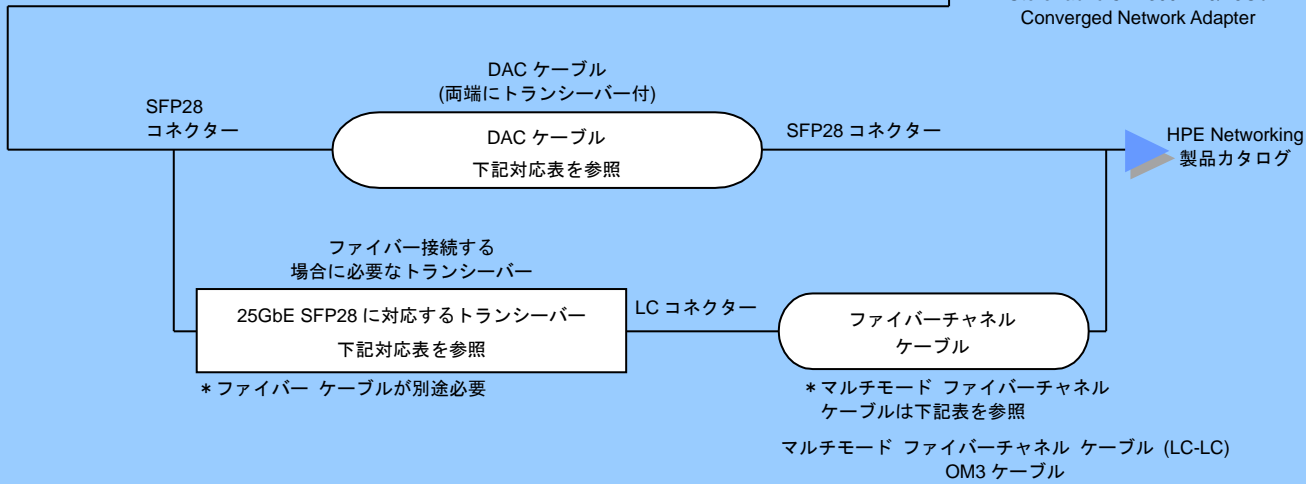 Converged Network Adapter
DAC ケーブル
(両端にトランシーバー付)
SFP28
コネクター
DAC ケーブル
下記対応表を参照
SFP28 コネクター
HPE Networking
製品カタログ
ファイバー接続する
場合に必要なトランシーバー
25GbE SFP28 に対応するトランシーバー
下記対応表を参照
LC コネクター
ファイバーチャネル
ケーブル
＊ファイバー ケーブルが別途必要
＊マルチモード ファイバーチャネル
ケーブルは下記表を参照
マルチモード ファイバーチャネル ケーブル (LC-LC)
OM3 ケーブル